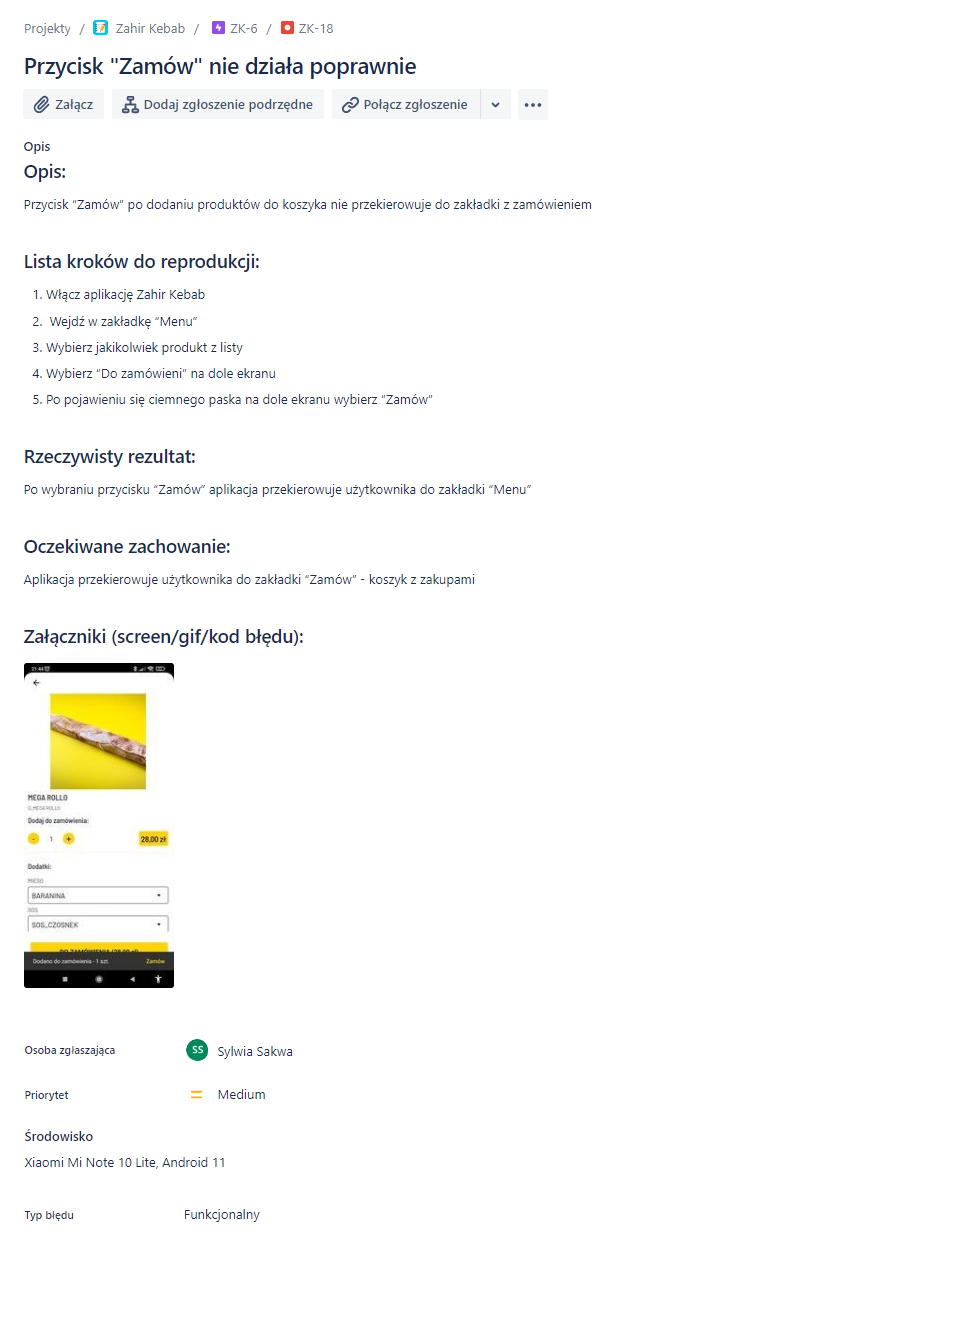 Projekty / Zahir Kebab / ZK-6 / ZK-18
Przycisk "Zamów" nie działa poprawnie
Załącz Dodaj zgłoszenie podrzędne Połącz zgłoszenie
Opis
Opis:
Przycisk “Zamów” po dodaniu produktów do koszyka nie przekierowuje do zakładki z zamówieniem
Lista kroków do reprodukcji:
1. Włącz aplikację Zahir Kebab
2. Wejdź w zakładkę “Menu”
3. Wybierz jakikolwiek produkt z listy
4. Wybierz “Do zamówieni” na dole ekranu
5. Po pojawieniu się ciemnego paska na dole ekranu wybierz “Zamów”
Rzeczywisty rezultat:
Po wybraniu przycisku “Zamów” aplikacja przekierowuje użytkownika do zakładki “Menu”
Oczekiwane zachowanie:
Aplikacja przekierowuje użytkownika do zakładki “Zamów” - koszyk z zakupami
Załączniki (screen/gif/kod błędu):
21:44
MEGA ROLLO
Dodaj do zamówienia:
- 1 + 28,00 zł
Dodatki:
MIESO
BARANINA
SOS
SOS_CZOSNEK
DO ZAMÓWIENIA (28,00 zł)
Dodano do zamówienia - 1 szt. Zamów
Osoba zgłaszająca SS Sylwia Sakwa
Priorytet Medium
Środowisko
Xiaomi Mi Note 10 Lite, Android 11
Typ błędu Funkcjonalny